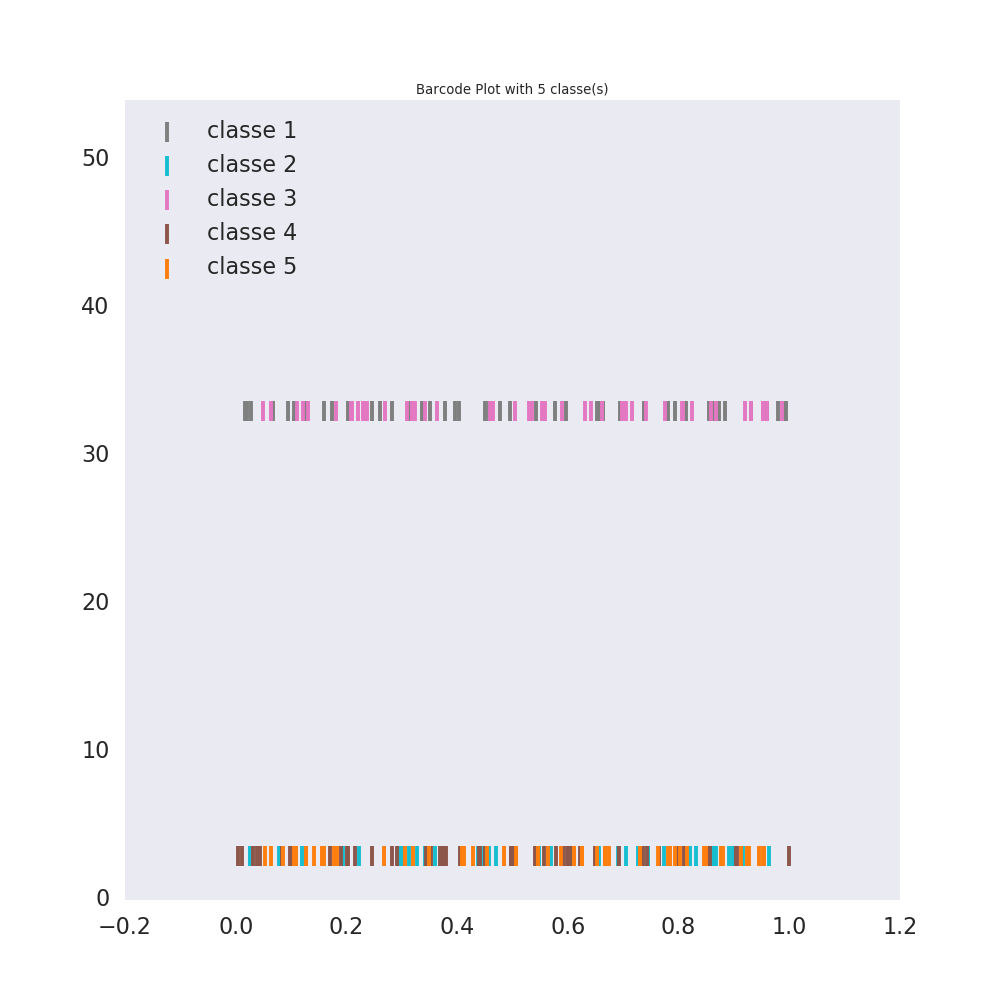 Barcode Plot with 5 classe(s)
classe 1
classe 2
classe 3
classe 4
classe 5
50
40
30
20
10
0
−0.2 0.0 0.2 0.4 0.6 0.8 1.0 1.2